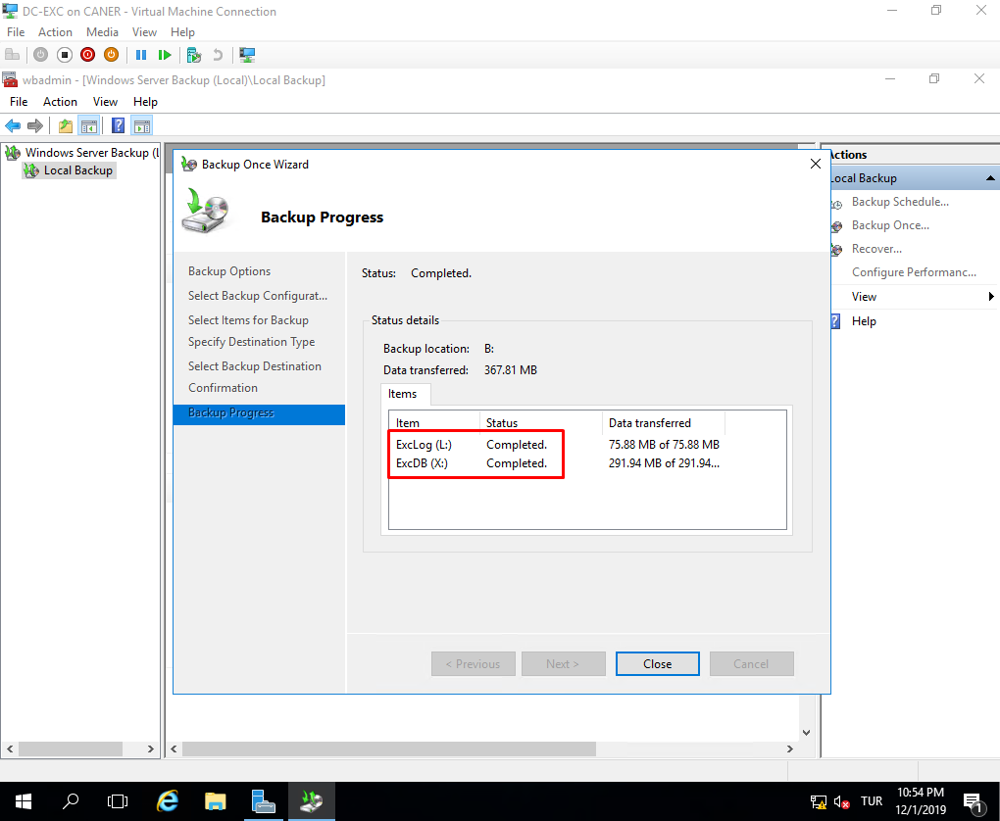 DC-EXC on CANER - Virtual Machine Connection
File Action Media View Help
wbadmin - [Windows Server Backup (Local)\Local Backup]
File Action View Help
Windows Server Backup (L
Local Backup
Backup Once Wizard
Backup Progress
Backup Options
Select Backup Configurat...
Select Items for Backup
Specify Destination Type
Select Backup Destination
Confirmation
Backup Progress
Status: Completed.
Status details
Backup location: B:
Data transferred: 367.81 MB
Items
Item Status Data transferred
ExcLog (L:) Completed. 75.88 MB of 75.88 MB
ExcDB (X:) Completed. 291.94 MB of 291.94...
< Previous Next > Close Cancel
Actions
Local Backup
Backup Schedule...
Backup Once...
Recover...
Configure Performanc...
View
Help
TUR
10:54 PM
12/1/2019
1